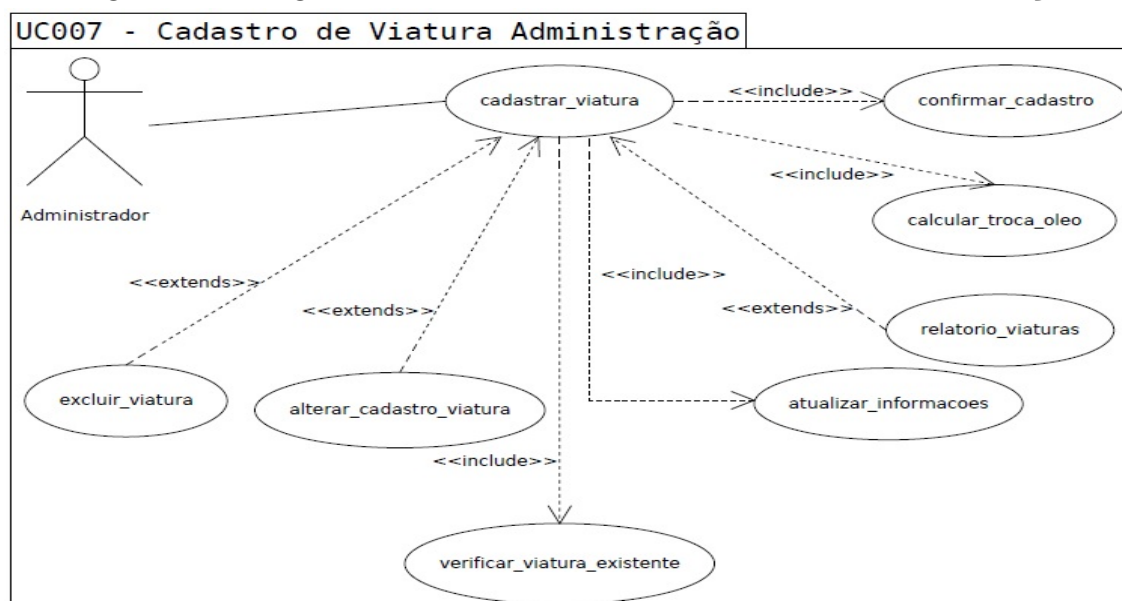 UC007 - Cadastro de Viatura Administração
cadastrar_viatura
<<include>>
confirmar_cadastro
<<include>>
Administrador
calcular_troca_oleo
<<extends>>
<<include>>
<<extends>>
<<extends>>
relatorio_viaturas
excluir_viatura
alterar_cadastro_viatura
atualizar_informacoes
<<include>>
verificar_viatura_existente